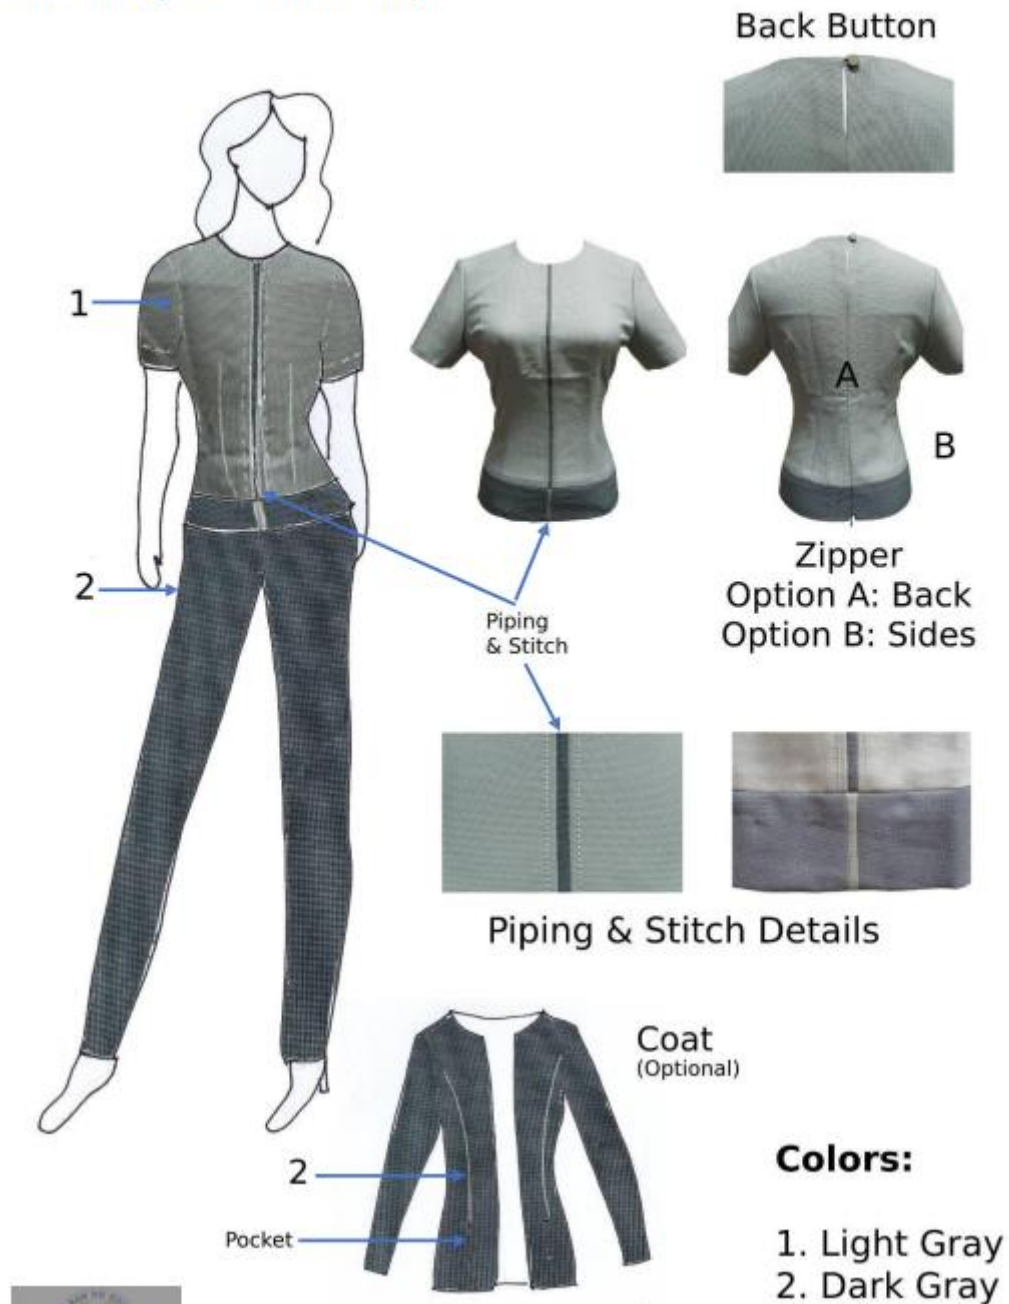 Back Button
1
A
B
2
Zipper
Option A: Back
Option B: Sides
Piping
& Stitch
Piping & Stitch Details
Coat
(Optional)
2
Pocket
Colors:
1. Light Gray
2. Dark Gray